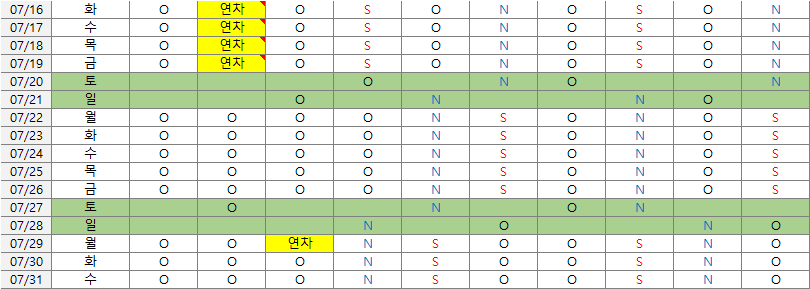 07/16 화 O 연차 O S O N O S O N
07/17 수 O 연차 O S O N O S O N
07/18 목 O 연차 O S O N O S O N
07/19 금 O 연차 O S O N O S O N
07/20 토 O N O N
07/21 일 O N N O
07/22 월 O O O O N S O N O S
07/23 화 O O O O N S O N O S
07/24 수 O O O O N S O N O S
07/25 목 O O O O N S O N O S
07/26 금 O O O O N S O N O S
07/27 토 O N O N
07/28 일 N O N O
07/29 월 O O 연차 N S O O S N O
07/30 화 O O O N S O O S N O
07/31 수 O O O N S O O S N O